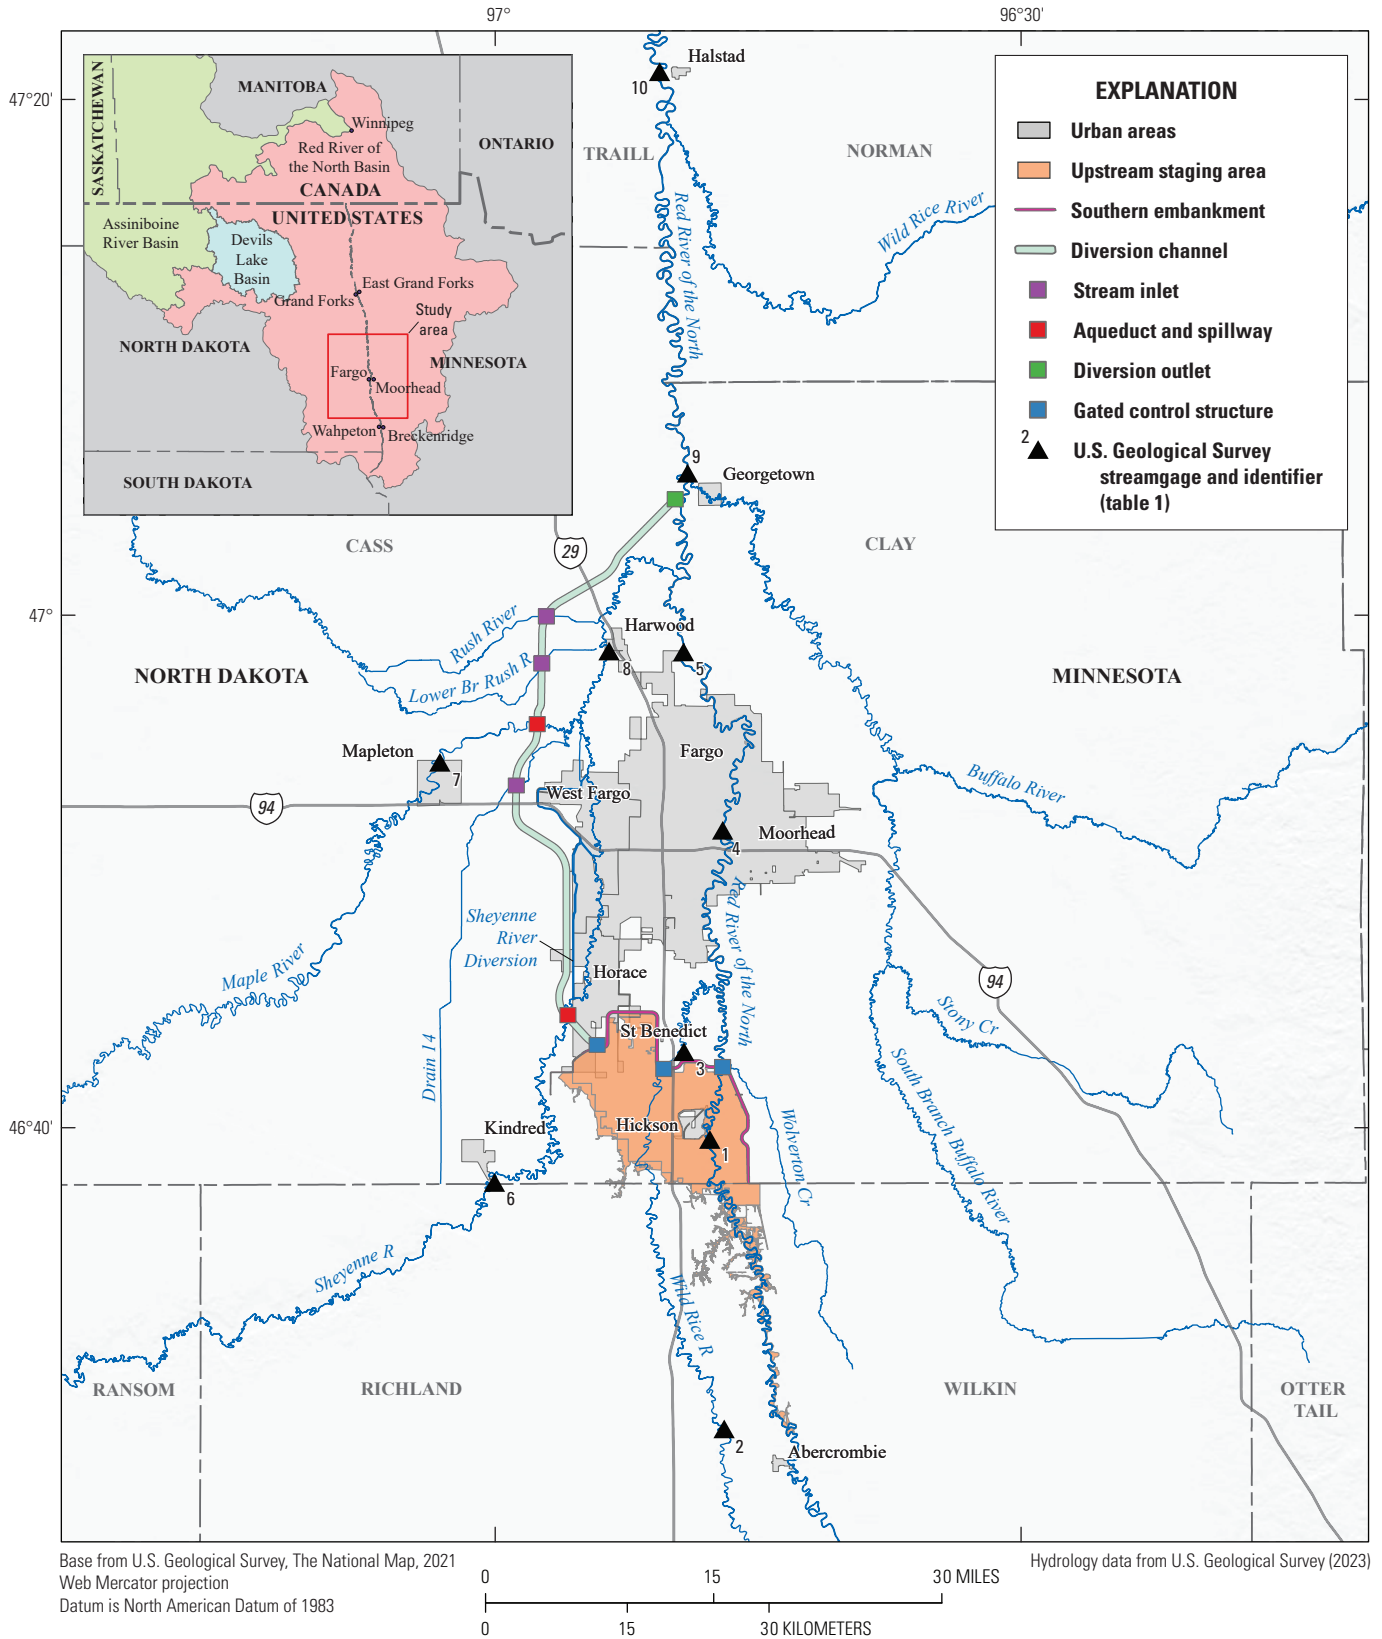 97°
96°30'
47°20'
47°
46°40'
SASKATCHEWAN
MANITOBA
Winnipeg
Red River of
the North Basin
ONTARIO
CANADA
UNITED STATES
Assiniboine
River Basin
Devils
Lake
Basin
East Grand Forks
Grand Forks
Study
area
NORTH DAKOTA
MINNESOTA
Fargo
Moorhead
Wahpeton
Breckenridge
SOUTH DAKOTA
EXPLANATION
Urban areas
Upstream staging area
Southern embankment
Diversion channel
Stream inlet
Aqueduct and spillway
Diversion outlet
Gated control structure
2
U.S. Geological Survey
streamgage and identifier
(table 1)
Halstad
10
TRAILL
NORMAN
Wild Rice River
Red River of the North
9
Georgetown
CASS
29
CLAY
Rush River
Harwood
8
5
Lower Br Rush R
NORTH DAKOTA
MINNESOTA
Mapleton
7
Fargo
Buffalo River
94
West Fargo
Moorhead
4
Red River of the North
Sheyenne
River
Diversion
Maple River
Horace
94
Stony Cr
St Benedict
3
Drain 14
South Branch Buffalo River
Kindred
Hickson
1
Wolverton Cr
6
Sheyenne R
Wild Rice R
RANSOM
RICHLAND
WILKIN
OTTER
TAIL
2
Abercrombie
Base from U.S. Geological Survey, The National Map, 2021
Web Mercator projection
Datum is North American Datum of 1983
Hydrology data from U.S. Geological Survey (2023)
0
15
30 MILES
0
15
30 KILOMETERS